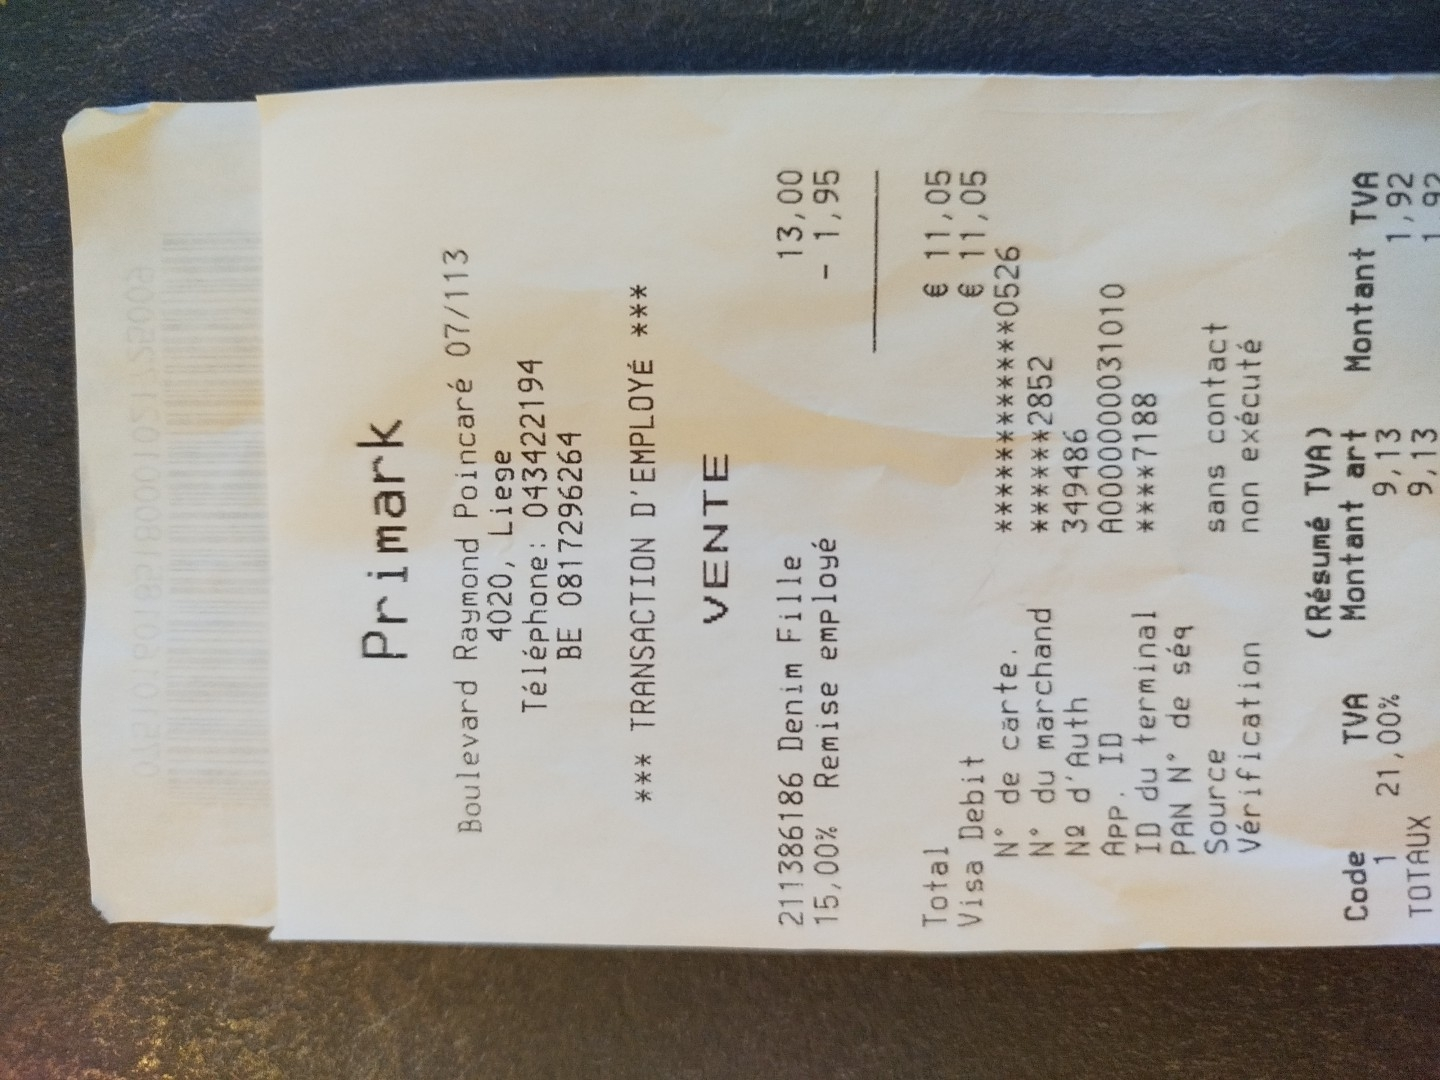 Primark
Boulevard Raymond Poincaré 07/113
4020, Liege
Téléphone: 043422194
BE 0817296264
*** TRANSACTION D'EMPLOYÉ ***
VENTE
211386186 Denim Fille 13,00
15,00% Remise employé - 1,95
Total € 11,05
Visa Debit € 11,05
N° de carte. ************0526
N° du marchand ******2852
Nº d'Auth 349486
App. ID A0000000031010
ID du terminal ****7188
PAN N° de séq
Source sans contact
Vérification non exécuté
(Résumé TVA)
Code TVA Montant art Montant TVA
1 21,00% 9,13 1,92
TOTAUX 9,13 1,92